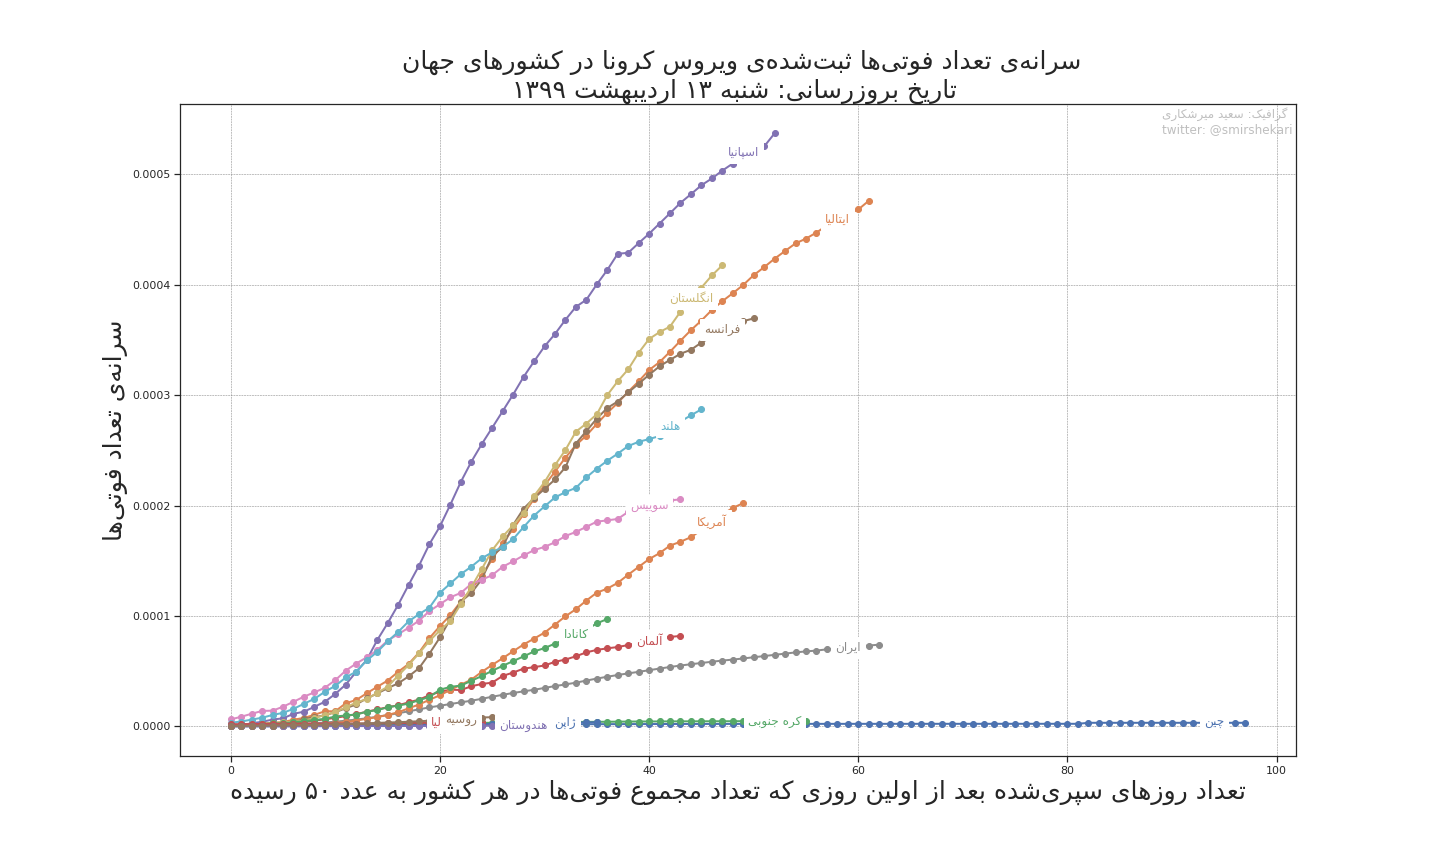 سرانه‌ی تعداد فوتی‌ها ثبت‌شده‌ی ویروس کرونا در کشورهای جهان
تاریخ بروزرسانی: شنبه ۱۳ اردیبهشت ۱۳۹۹
گرافیک: سعید میرشکاری
twitter: @smirshekari
سرانه‌ی تعداد فوتی‌ها
0.0005
0.0004
0.0003
0.0002
0.0001
0.0000
اسپانیا
ایتالیا
انگلستان
فرانسه
هلند
سوییس
آمریکا
کانادا
آلمان
ایران
روسیه
هندوستان
ژاپن
کره جنوبی
چین
0 20 40 60 80 100
تعداد روزهای سپری‌شده بعد از اولین روزی که تعداد مجموع فوتی‌ها در هر کشور به عدد ۵۰ رسیده